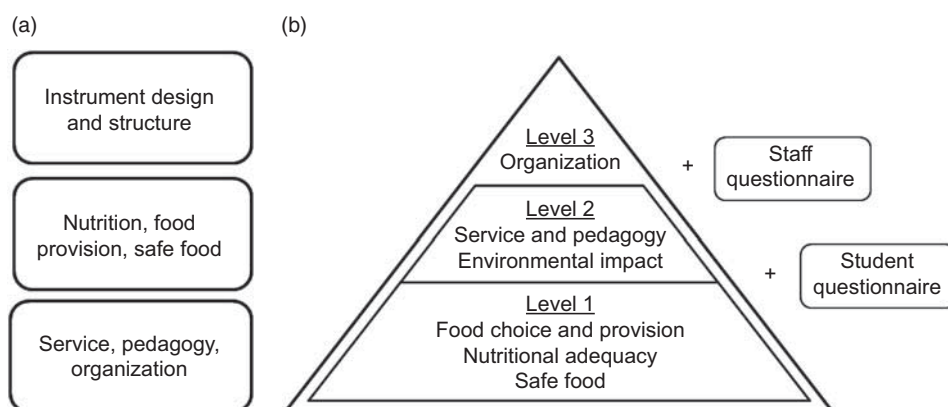 (a)
Instrument design
and structure
Nutrition, food
provision, safe food
Service, pedagogy,
organization
(b)
Level 3
Organization
+
Staff
questionnaire
Level 2
Service and pedagogy
Environmental impact
+
Student
questionnaire
Level 1
Food choice and provision
Nutritional adequacy
Safe food